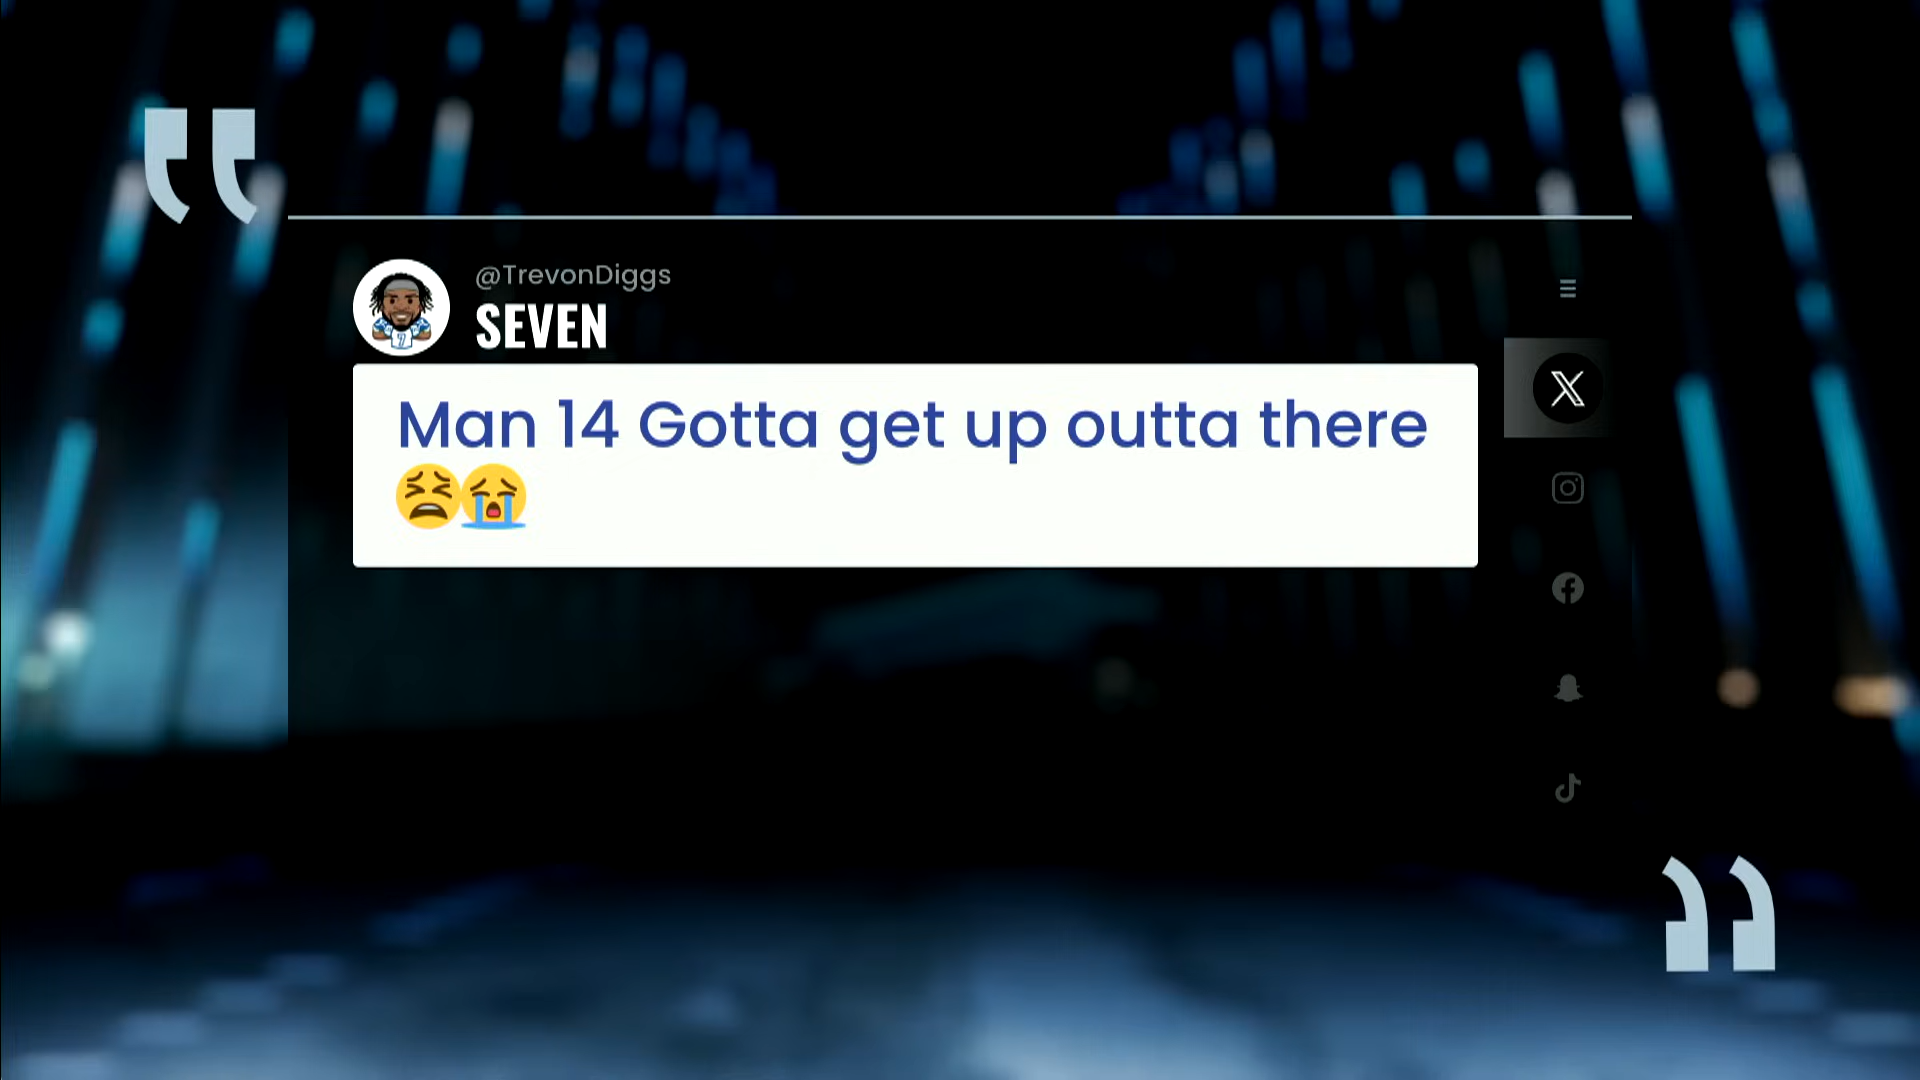 @TrevonDiggs
SEVEN
Man 14 Gotta get up outta there
😫😭